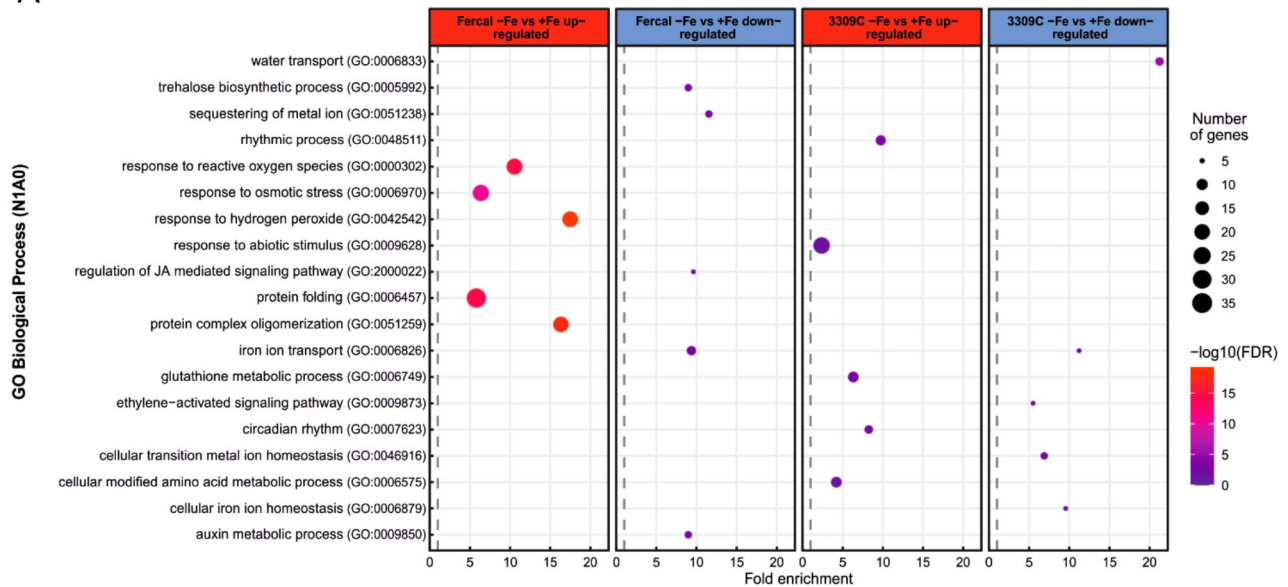 Fercal −Fe vs +Fe up−
regulated
Fercal −Fe vs +Fe down−
regulated
3309C −Fe vs +Fe up−
regulated
3309C −Fe vs +Fe down−
regulated
GO Biological Process (N1A0)
water transport (GO:0006833)
trehalose biosynthetic process (GO:0005992)
sequestering of metal ion (GO:0051238)
rhythmic process (GO:0048511)
response to reactive oxygen species (GO:0000302)
response to osmotic stress (GO:0006970)
response to hydrogen peroxide (GO:0042542)
response to abiotic stimulus (GO:0009628)
regulation of JA mediated signaling pathway (GO:2000022)
protein folding (GO:0006457)
protein complex oligomerization (GO:0051259)
iron ion transport (GO:0006826)
glutathione metabolic process (GO:0006749)
ethylene−activated signaling pathway (GO:0009873)
circadian rhythm (GO:0007623)
cellular transition metal ion homeostasis (GO:0046916)
cellular modified amino acid metabolic process (GO:0006575)
cellular iron ion homeostasis (GO:0006879)
auxin metabolic process (GO:0009850)
0 5 10 15 20 0 5 10 15 20 0 5 10 15 20 0 5 10 15 20
Fold enrichment
Number
of genes
5
10
15
20
25
30
35
−log10(FDR)
15
10
5
0